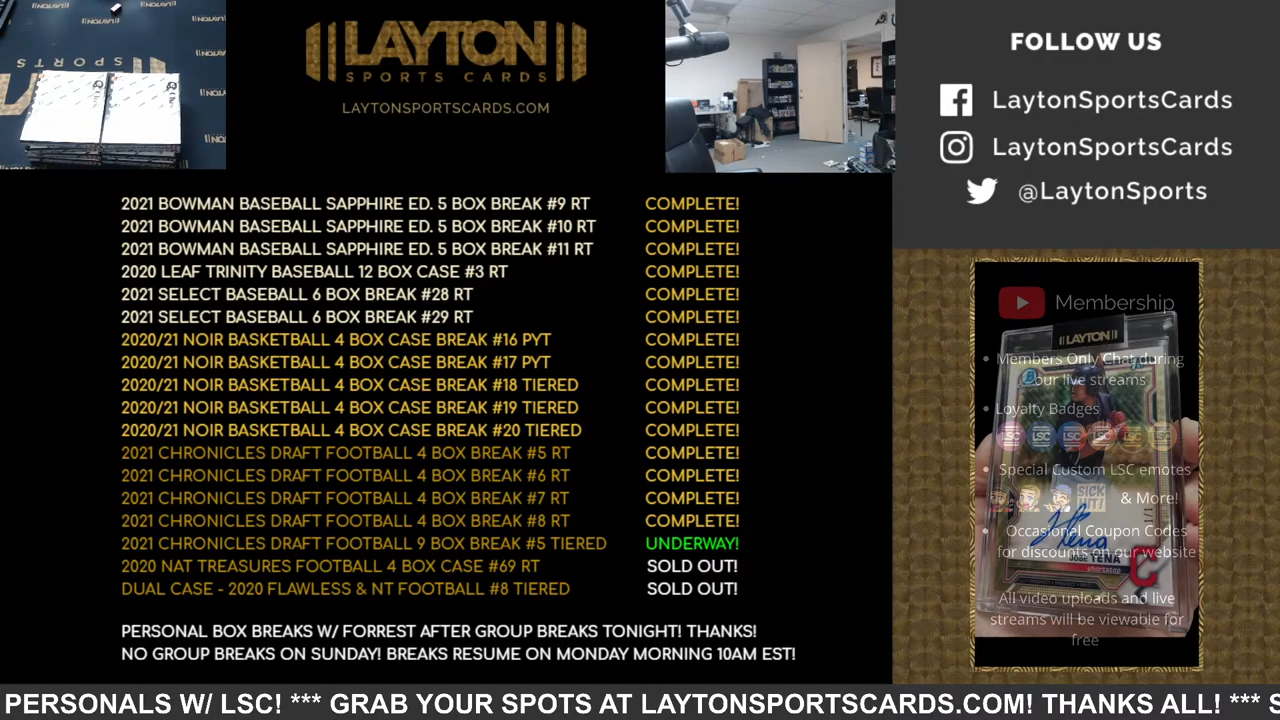 LAYTON
SPORTS CARDS
LAYTONSPORTSCARDS.COM
FOLLOW US
LaytonSportsCards
LaytonSportsCards
@LaytonSports
2021 BOWMAN BASEBALL SAPPHIRE ED. 5 BOX BREAK #9 RT COMPLETE!
2021 BOWMAN BASEBALL SAPPHIRE ED. 5 BOX BREAK #10 RT COMPLETE!
2021 BOWMAN BASEBALL SAPPHIRE ED. 5 BOX BREAK #11 RT COMPLETE!
2020 LEAF TRINITY BASEBALL 12 BOX CASE #3 RT COMPLETE!
2021 SELECT BASEBALL 6 BOX BREAK #28 RT COMPLETE!
2021 SELECT BASEBALL 6 BOX BREAK #29 RT COMPLETE!
2020/21 NOIR BASKETBALL 4 BOX CASE BREAK #16 PYT COMPLETE!
2020/21 NOIR BASKETBALL 4 BOX CASE BREAK #17 PYT COMPLETE!
2020/21 NOIR BASKETBALL 4 BOX CASE BREAK #18 TIERED COMPLETE!
2020/21 NOIR BASKETBALL 4 BOX CASE BREAK #19 TIERED COMPLETE!
2020/21 NOIR BASKETBALL 4 BOX CASE BREAK #20 TIERED COMPLETE!
2021 CHRONICLES DRAFT FOOTBALL 4 BOX BREAK #5 RT COMPLETE!
2021 CHRONICLES DRAFT FOOTBALL 4 BOX BREAK #6 RT COMPLETE!
2021 CHRONICLES DRAFT FOOTBALL 4 BOX BREAK #7 RT COMPLETE!
2021 CHRONICLES DRAFT FOOTBALL 4 BOX BREAK #8 RT COMPLETE!
2021 CHRONICLES DRAFT FOOTBALL 9 BOX BREAK #5 TIERED UNDERWAY!
2020 NAT TREASURES FOOTBALL 4 BOX CASE #69 RT SOLD OUT!
DUAL CASE - 2020 FLAWLESS & NT FOOTBALL #8 TIERED SOLD OUT!
PERSONAL BOX BREAKS W/ FORREST AFTER GROUP BREAKS TONIGHT! THANKS!
NO GROUP BREAKS ON SUNDAY! BREAKS RESUME ON MONDAY MORNING 10AM EST!
Membership
LAYTON
• Members Only Chat during
our live streams
• Loyalty Badges
LSC LSC LSC LSC LSC LSC
• Special Custom LSC emotes
SICK HIT! & More!
• Occasional Coupon Codes
for discounts on our website
YENA
shortstop
All video uploads and live
streams will be viewable for
free
PERSONALS W/ LSC! *** GRAB YOUR SPOTS AT LAYTONSPORTSCARDS.COM! THANKS ALL! *** S